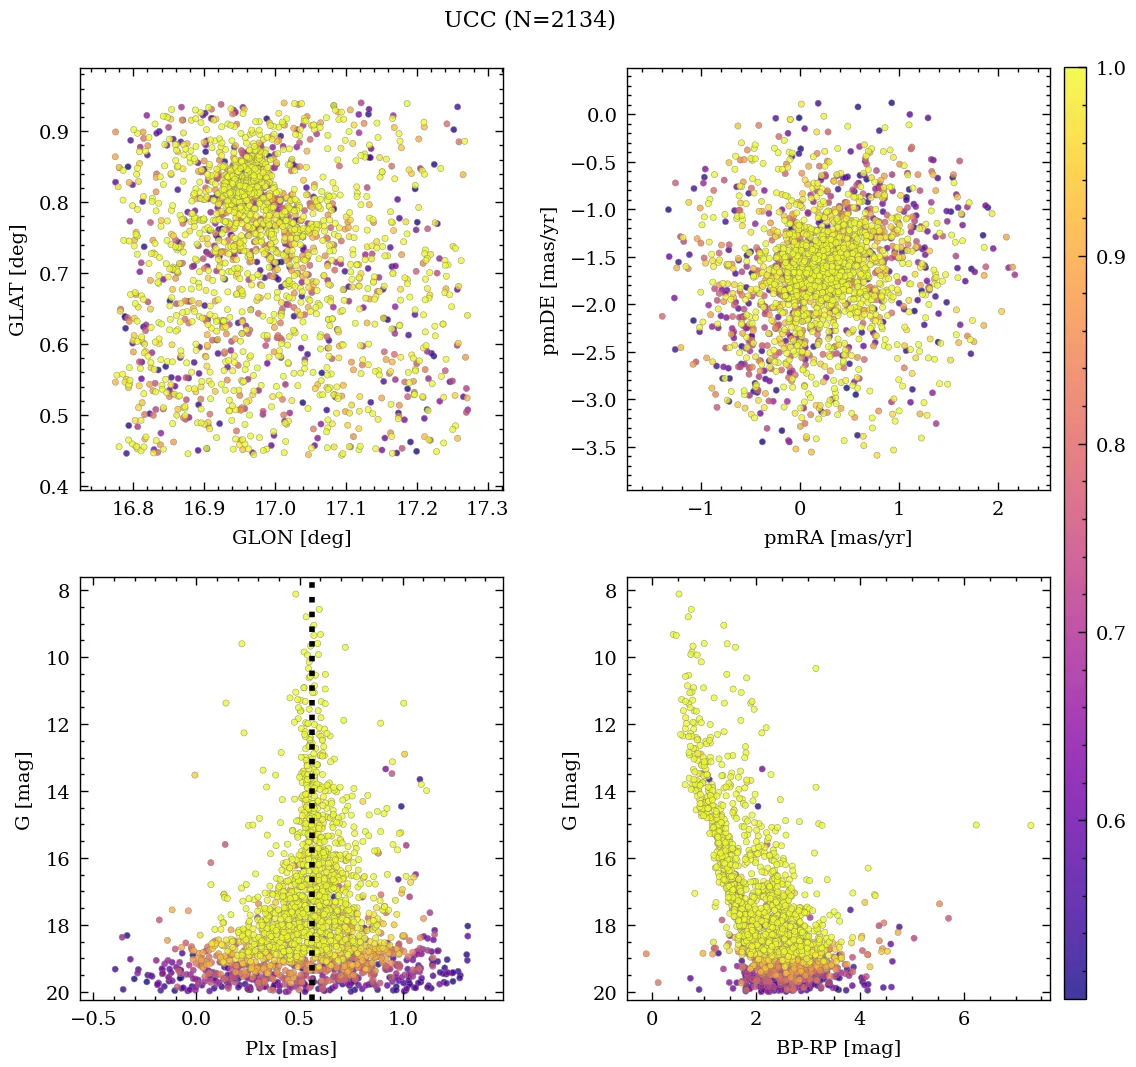 UCC (N=2134)
0.9
0.8
0.7
0.6
0.5
0.4
GLAT [deg]
16.8 16.9 17.0 17.1 17.2 17.3
GLON [deg]
0.0
−0.5
−1.0
−1.5
−2.0
−2.5
−3.0
−3.5
pmDE [mas/yr]
−1 0 1 2
pmRA [mas/yr]
1.0
0.9
0.8
0.7
0.6
8
10
12
14
16
18
20
G [mag]
−0.5 0.0 0.5 1.0
Plx [mas]
8
10
12
14
16
18
20
G [mag]
0 2 4 6
BP-RP [mag]